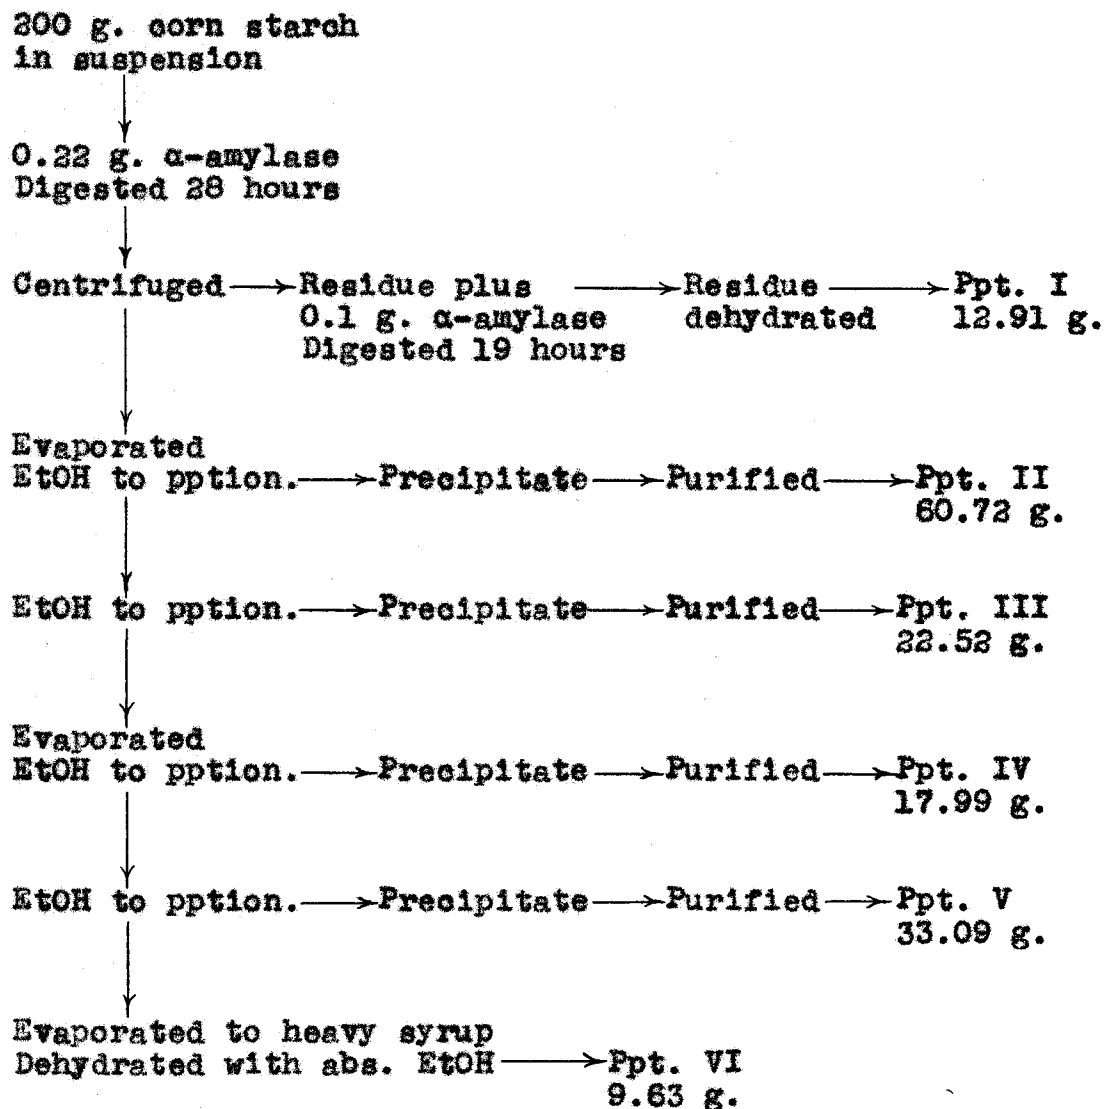 200 g. corn starch
in suspension
0.22 g. α-amylase
Digested 28 hours
Centrifuged Residue plus Residue Ppt. I
0.1 g. α-amylase dehydrated 12.91 g.
Digested 19 hours
Evaporated
EtOH to pption. Precipitate Purified Ppt. II
60.72 g.
EtOH to pption. Precipitate Purified Ppt. III
22.52 g.
Evaporated
EtOH to pption. Precipitate Purified Ppt. IV
17.99 g.
EtOH to pption. Precipitate Purified Ppt. V
33.09 g.
Evaporated to heavy syrup
Dehydrated with abs. EtOH Ppt. VI
9.63 g.